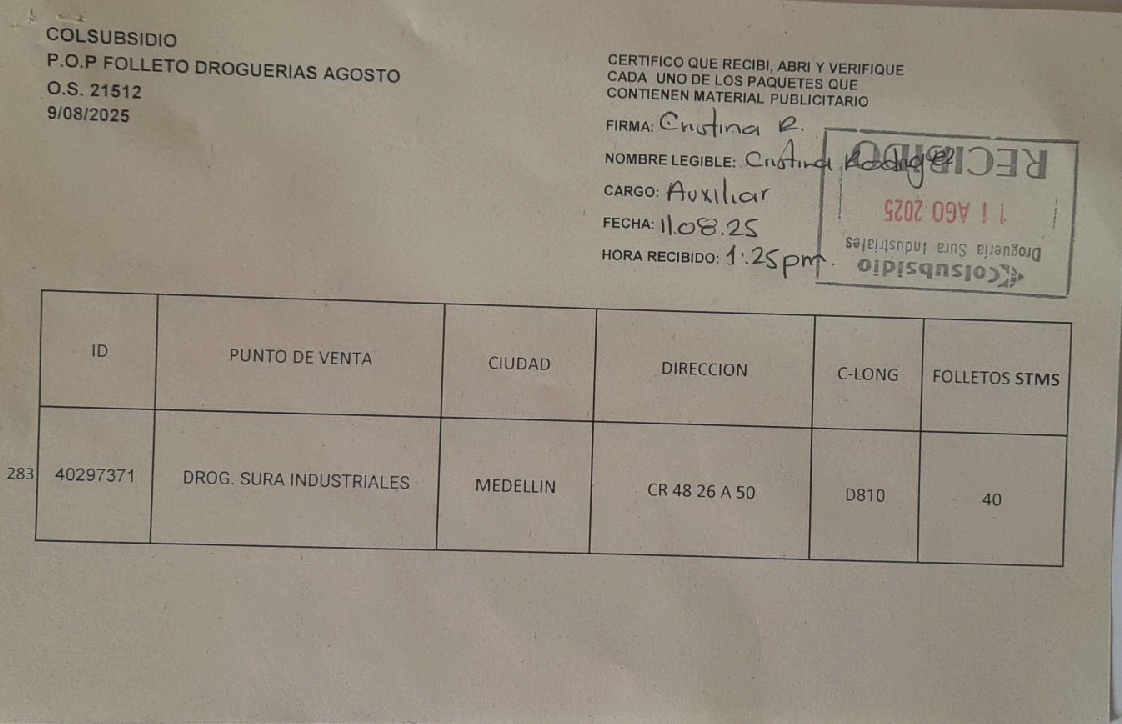 COLSUBSIDIO
P.O.P FOLLETO DROGUERIAS AGOSTO
O.S. 21512
9/08/2025
CERTIFICO QUE RECIBI, ABRI Y VERIFIQUE
CADA UNO DE LOS PAQUETES QUE
CONTIENEN MATERIAL PUBLICITARIO
FIRMA: Cristina R.
NOMBRE LEGIBLE: Cristina Rodriguez
CARGO: Auxiliar
FECHA: 11.08.25
HORA RECIBIDO: 1:25pm.
Colsubsidio
Drogueria Sura Industriales
11 AGO 2025
RECIBIDO
ID PUNTO DE VENTA CIUDAD DIRECCION C-LONG FOLLETOS STMS
283 40297371 DROG. SURA INDUSTRIALES MEDELLIN CR 48 26 A 50 D810 40